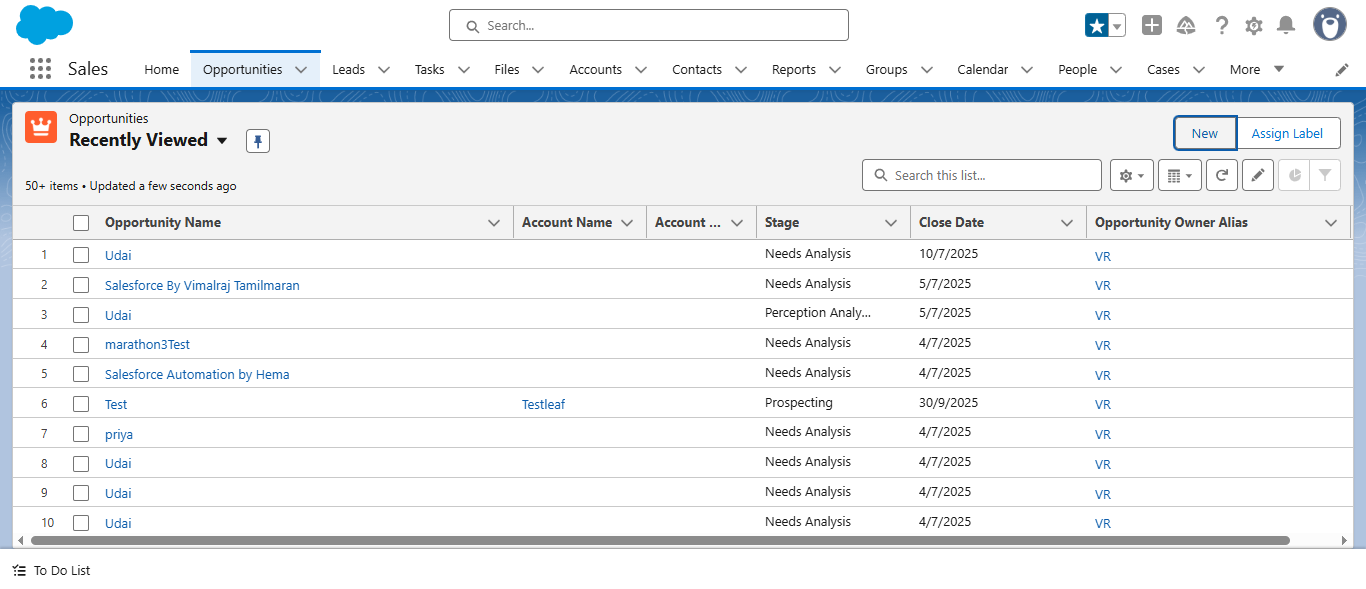 Search...
Sales Home Opportunities Leads Tasks Files Accounts Contacts Reports Groups Calendar People Cases More
Opportunities
Recently Viewed
New Assign Label
50+ items • Updated a few seconds ago
Search this list...
Opportunity Name Account Name Account ... Stage Close Date Opportunity Owner Alias
1 Udai Needs Analysis 10/7/2025 VR
2 Salesforce By Vimalraj Tamilmaran Needs Analysis 5/7/2025 VR
3 Udai Perception Analy... 5/7/2025 VR
4 marathon3Test Needs Analysis 4/7/2025 VR
5 Salesforce Automation by Hema Needs Analysis 4/7/2025 VR
6 Test Testleaf Prospecting 30/9/2025 VR
7 priya Needs Analysis 4/7/2025 VR
8 Udai Needs Analysis 4/7/2025 VR
9 Udai Needs Analysis 4/7/2025 VR
10 Udai Needs Analysis 4/7/2025 VR
To Do List